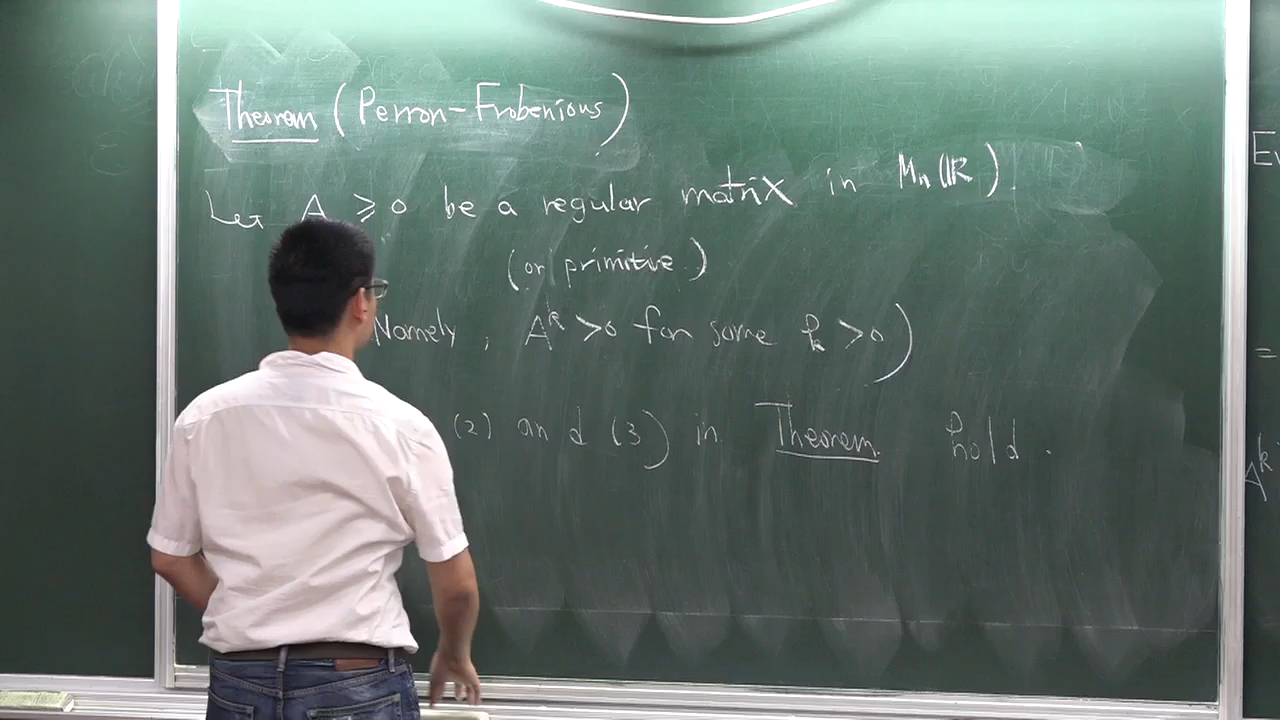 Theorem (Perron-Frobenious)
Let A ≥ 0 be a regular matrix in Mn(ℝ)
(or primitive)
Namely, A^k > 0 for some k > 0)
(2) and (3) in Theorem hold.
Ev
=
A^k